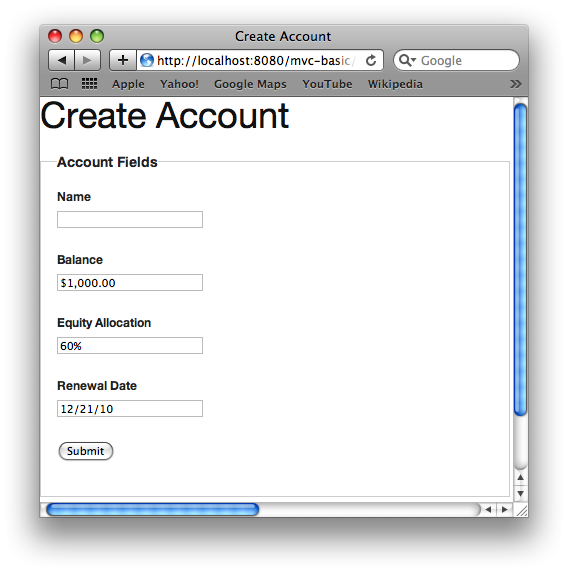 Create Account
http://localhost:8080/mvc-basic/
Google
Apple Yahoo! Google Maps YouTube Wikipedia
Create Account
Account Fields
Name
Balance
$1,000.00
Equity Allocation
60%
Renewal Date
12/21/10
Submit